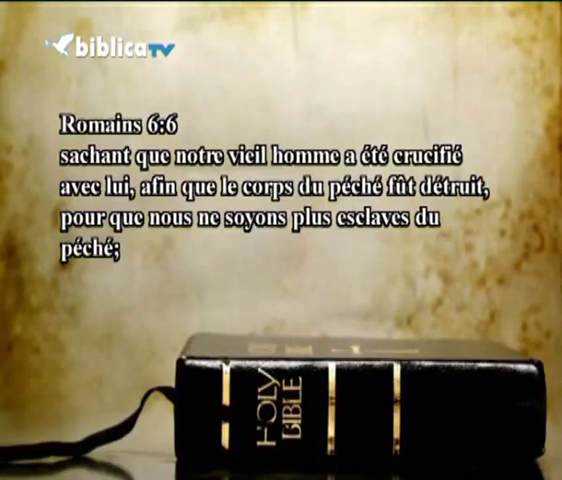 biblicaTV
Romains 6:6
sachant que notre vieil homme a été crucifié
avec lui, afin que le corps du péché fût détruit,
pour que nous ne soyons plus esclaves du
péché;
HOLY
BIBLE